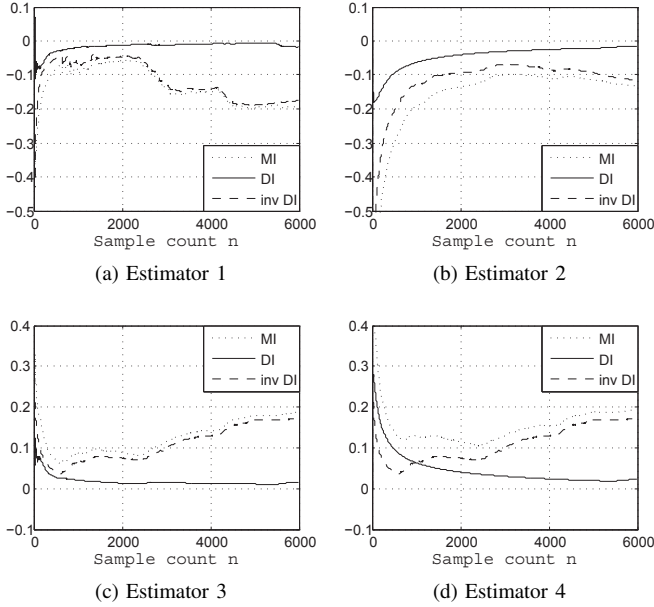 0.1
0
−0.1
−0.2
−0.3
−0.4
−0.5
0
2000
4000
6000
MI
DI
inv DI
Sample count n
(a) Estimator 1
0.1
0
−0.1
−0.2
−0.3
−0.4
−0.5
0
2000
4000
6000
MI
DI
inv DI
Sample count n
(b) Estimator 2
0.4
0.3
0.2
0.1
0
−0.1
0
2000
4000
6000
MI
DI
inv DI
Sample count n
(c) Estimator 3
0.4
0.3
0.2
0.1
0
−0.1
0
2000
4000
6000
MI
DI
inv DI
Sample count n
(d) Estimator 4